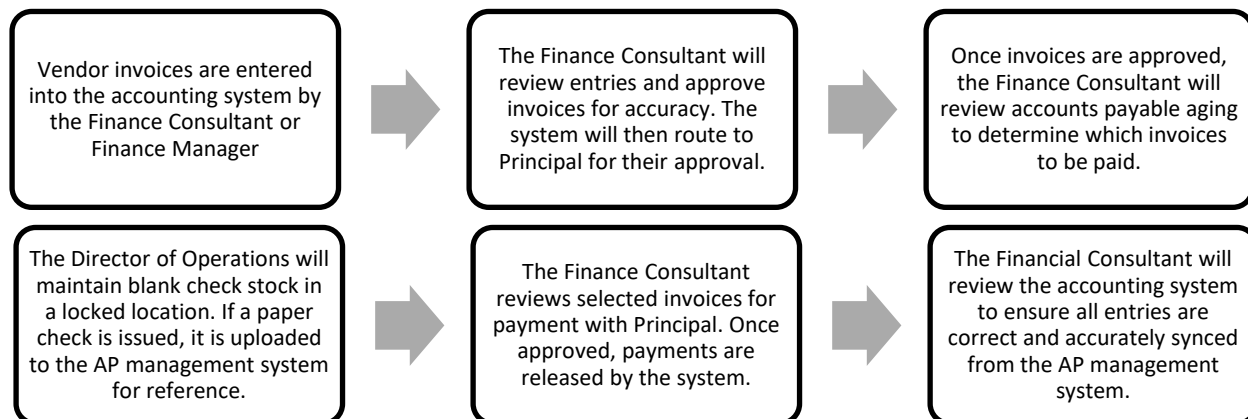 Vendor invoices are entered
into the accounting system by
the Finance Consultant or
Finance Manager
The Finance Consultant will
review entries and approve
invoices for accuracy. The
system will then route to
Principal for their approval.
Once invoices are approved,
the Finance Consultant will
review accounts payable aging
to determine which invoices
to be paid.
The Director of Operations will
maintain blank check stock in
a locked location. If a paper
check is issued, it is uploaded
to the AP management system
for reference.
The Finance Consultant
reviews selected invoices for
payment with Principal. Once
approved, payments are
released by the system.
The Financial Consultant will
review the accounting system
to ensure all entries are
correct and accurately synced
from the AP management
system.